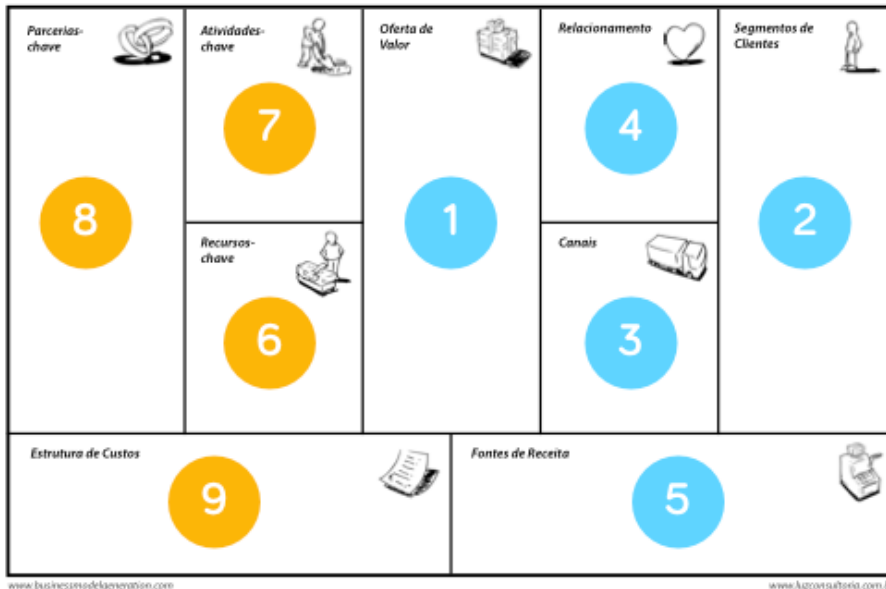 Parcerias-
chave
8
Atividades-
chave
7
Recursos-
chave
6
Oferta de
Valor
1
Relacionamento
4
Canais
3
Segmentos de
Clientes
2
Estrutura de Custos
9
Fontes de Receita
5
www.businessmodelgeneration.com